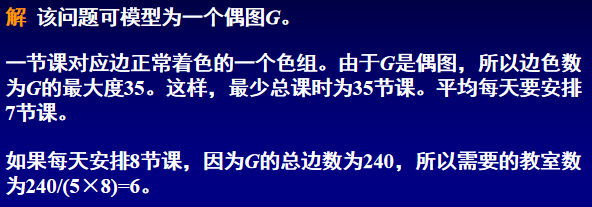 解 该问题可模型为一个偶图G。
一节课对应边正常着色的一个色组。由于G是偶图，所以边色数
为G的最大度35。这样，最少总课时为35节课。平均每天要安排
7节课。
如果每天安排8节课，因为G的总边数为240，所以需要的教室数
为240/(5×8)=6。